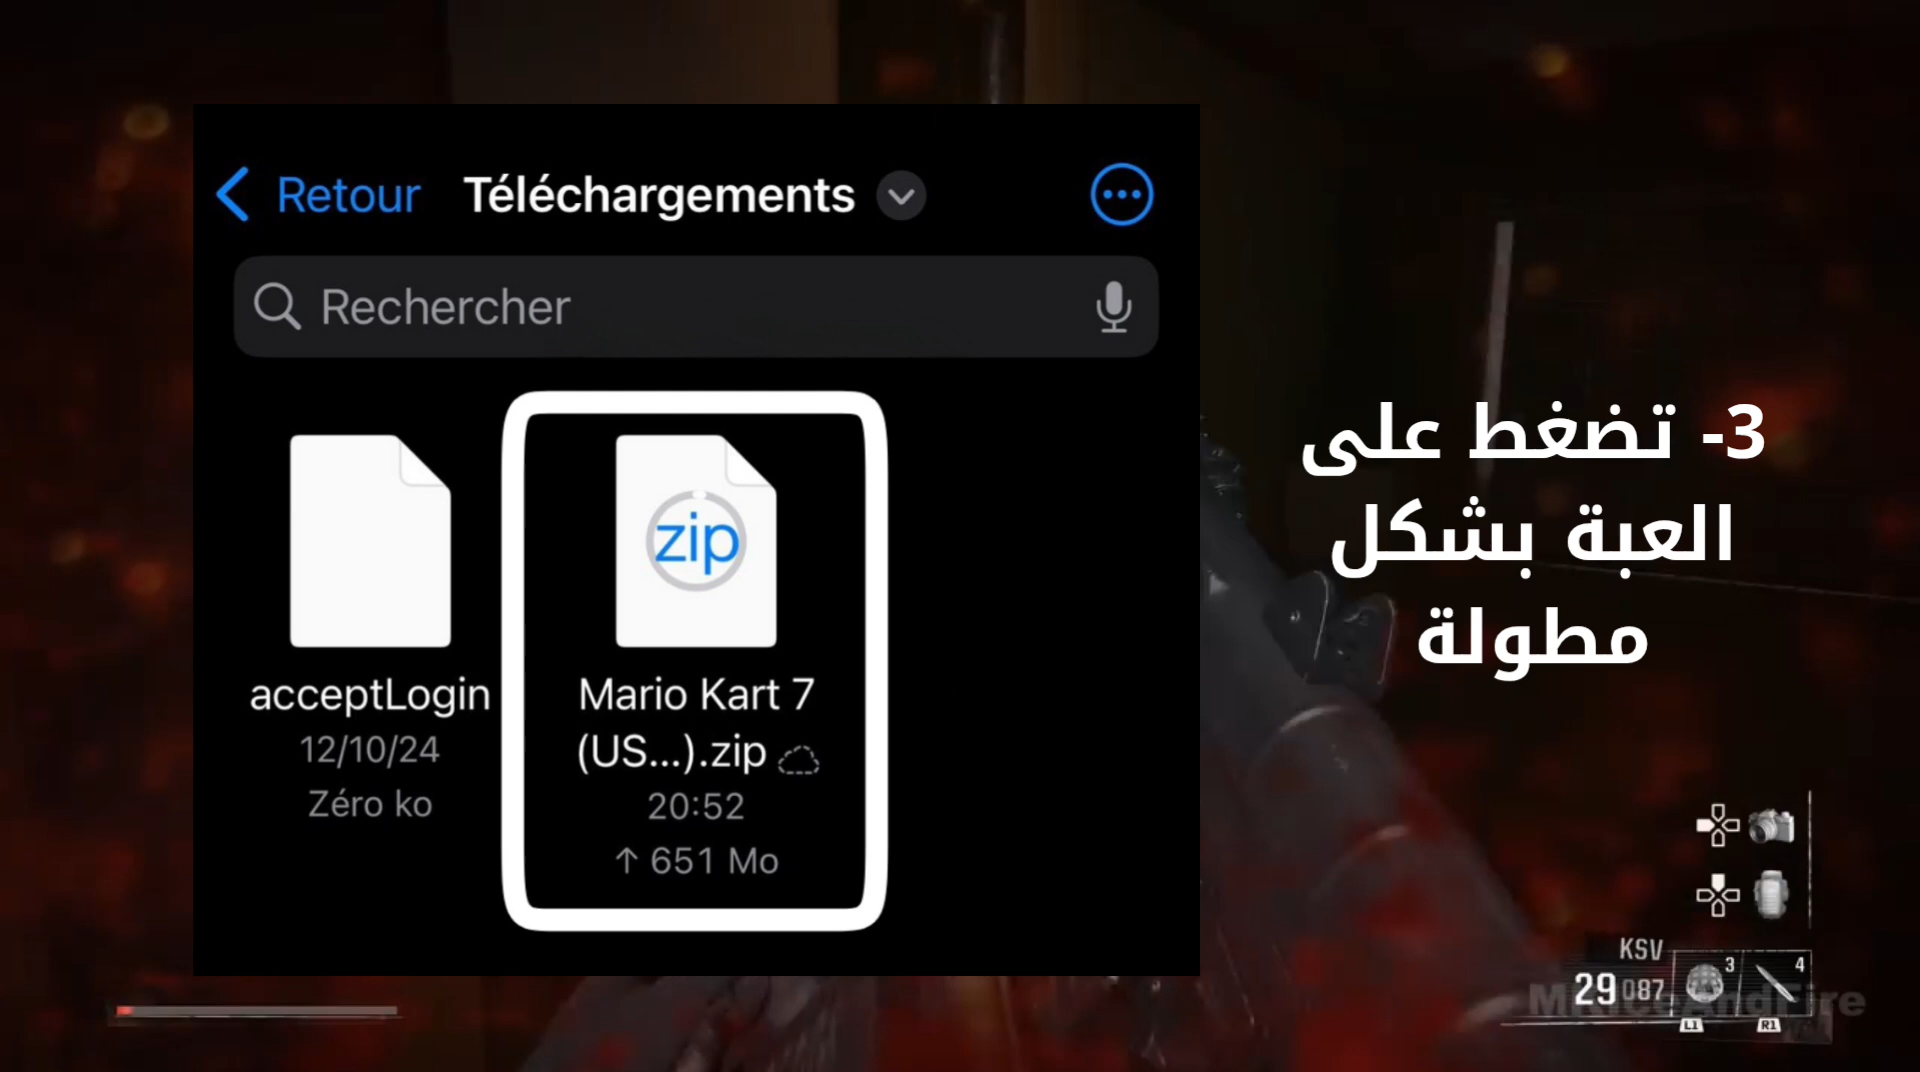 Retour
Téléchargements
Rechercher
zip
acceptLogin
12/10/24
Zéro ko
Mario Kart 7
(US...).zip
20:52
↑ 651 Mo
3- تضغط على
العبة بشكل
مطولة
KSV
29 087
3
4
L1
R1